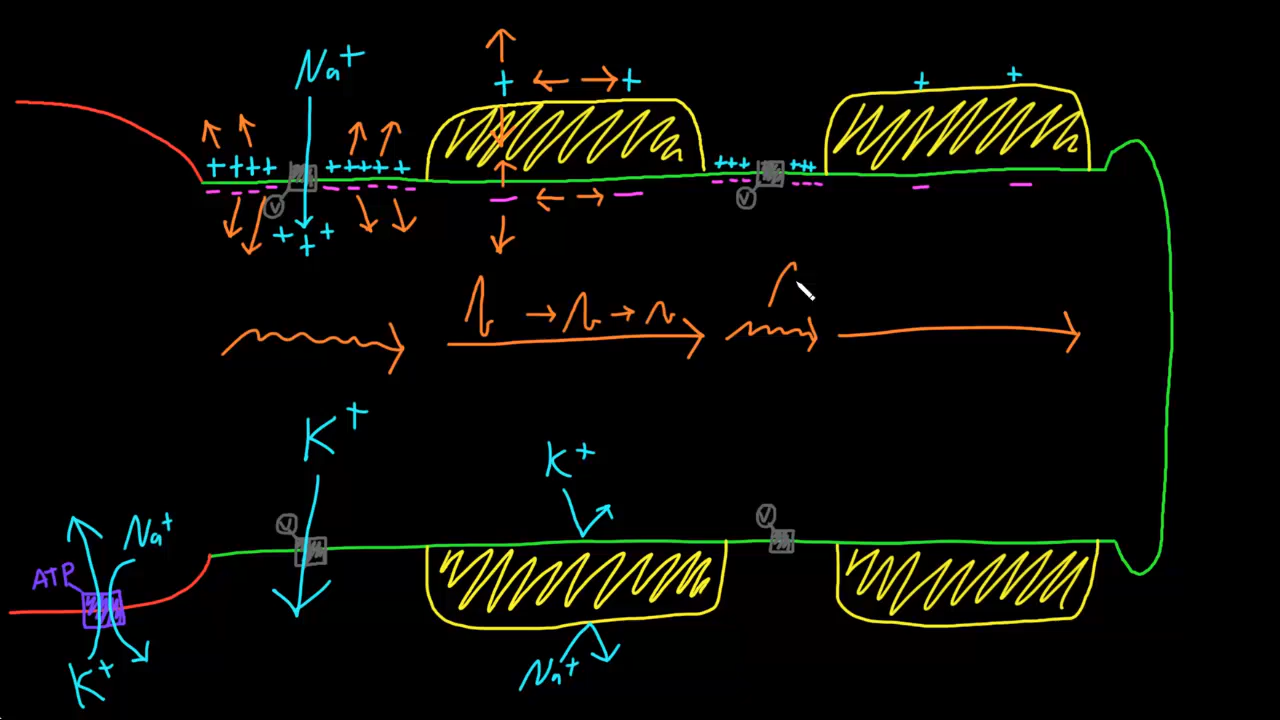 Na+
+ +
+ + + + + + + + +
+++ +++
+ +
V V
+ + +
K+
K+
V V
Na+
ATP
K+
Na+